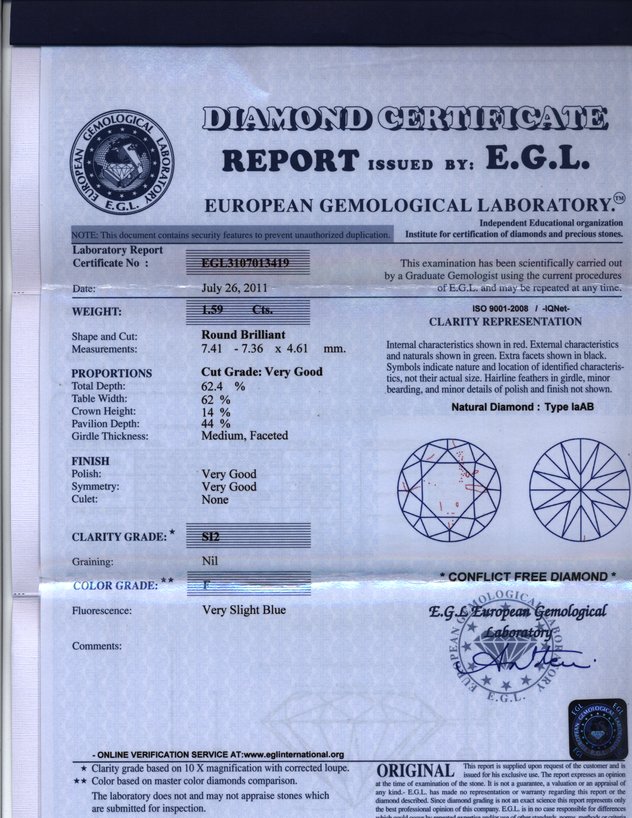 DIAMOND CERTIFICATE
REPORT ISSUED BY: E.G.L.
EUROPEAN GEMOLOGICAL LABORATORY.™
EUROPEAN GEMOLOGICAL LABORATORY
E.G.L.
Independent Educational organization
Institute for certification of diamonds and precious stones.
NOTE: This document contains security features to prevent unauthorized duplication.
Laboratory Report
Certificate No : EGL3107013419
Date: July 26, 2011
WEIGHT: 1.59 Cts.
Shape and Cut: Round Brilliant
Measurements: 7.41 - 7.36 x 4.61 mm.
PROPORTIONS Cut Grade: Very Good
Total Depth: 62.4 %
Table Width: 62 %
Crown Height: 14 %
Pavilion Depth: 44 %
Girdle Thickness: Medium, Faceted
FINISH
Polish: Very Good
Symmetry: Very Good
Culet: None
CLARITY GRADE: * SI2
Graining: Nil
COLOR GRADE: ** F
Fluorescence: Very Slight Blue
Comments:
This examination has been scientifically carried out
by a Graduate Gemologist using the current procedures
of E.G.L. and may be repeated at any time.
ISO 9001-2008 / -IQNet-
CLARITY REPRESENTATION
Internal characteristics shown in red. External characteristics
and naturals shown in green. Extra facets shown in black.
Symbols indicate nature and location of identified characteris-
tics, not their actual size. Hairline feathers in girdle, minor
bearding, and minor details of polish and finish not shown.
Natural Diamond : Type IaAB
* CONFLICT FREE DIAMOND *
E.G.L European Gemological
Laboratory
EUROPEAN GEMOLOGICAL LABORATORY
E.G.L.
- ONLINE VERIFICATION SERVICE AT:www.eglinternational.org
* Clarity grade based on 10 X magnification with corrected loupe.
** Color based on master color diamonds comparison.
The laboratory does not and may not appraise stones which
are submitted for inspection.
ORIGINAL This report is supplied upon request of the customer and is
issued for his exclusive use. The report expresses an opinion
at the time of examination of the stone. It is not a guarantee, a valuation or an appraisal of
any kind.- E.G.L. has made no representation or warranty regarding this report or the
diamond described. Since diamond grading is not an exact science this report represents only
the best professional opinion of this company. E.G.L. is in no case responsible for differences